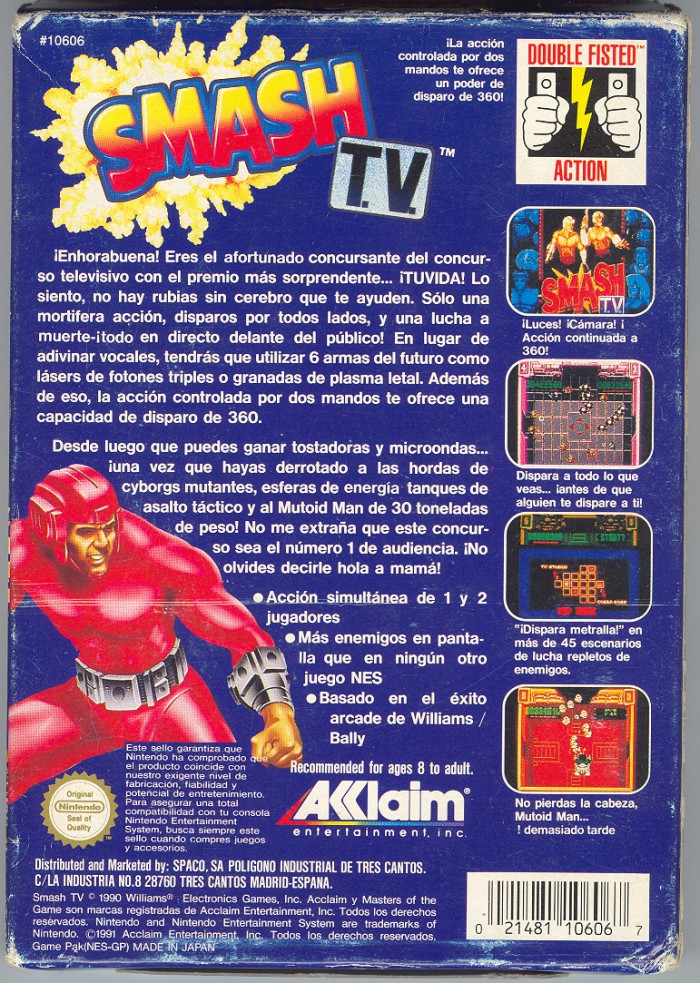 #10606
SMASH
T.V.™
¡La acción
controlada por dos
mandos te ofrece
un poder de
disparo de 360!
DOUBLE FISTED™
ACTION
¡Enhorabuena! Eres el afortunado concursante del concur-
so televisivo con el premio más sorprendente... ¡TUVIDA! Lo
siento, no hay rubias sin cerebro que te ayuden. Sólo una
mortifera acción, disparos por todos lados, y una lucha a
muerte-¡todo en directo delante del público! En lugar de
adivinar vocales, tendrás que utilizar 6 armas del futuro como
lásers de fotones triples o granadas de plasma letal. Además
de eso, la acción controlada por dos mandos te ofrece una
capacidad de disparo de 360.
Desde luego que puedes ganar tostadoras y microondas...
¡una vez que hayas derrotado a las hordas de
cyborgs mutantes, esferas de energía tanques de
asalto táctico y al Mutoid Man de 30 toneladas
de peso! No me extraña que este concur-
so sea el número 1 de audiencia. ¡No
olvides decirle hola a mamá!
● Acción simultánea de 1 y 2
jugadores
● Más enemigos en panta-
lla que en ningún otro
juego NES
● Basado en el éxito
arcade de Williams /
Bally
SMASH
T.V.
¡Luces! ¡Cámara! ¡
Acción continuada a
360!
Dispara a todo lo que
veas... ¡antes de que
alguien te dispare a ti!
TV STUDIO
"¡Dispara metralla!" en
más de 45 escenarios
de lucha repletos de
enemigos.
No pierdas la cabeza,
Mutoid Man...
! demasiado tarde
Este sello garantiza que
Nintendo ha comprobado que
el producto coincide con
nuestro exigente nivel de
fabricación, fiabilidad y
potencial de entretenimiento.
Para asegurar una total
compatibilidad con tu consola
Nintendo Entertainment
System, busca siempre este
sello cuando compres juegos
y accesorios.
Original
Nintendo
Seal of
Quality
™
Recommended for ages 8 to adult.
AKKlaim®
entertainment, inc.
Distributed and Marketed by: SPACO, SA POLIGONO INDUSTRIAL DE TRES CANTOS.
C/LA INDUSTRIA NO.8 28760 TRES CANTOS MADRID-ESPANA.
Smash TV © 1990 Williams® Electronics Games, Inc. Acclaim y Masters of the
Game son marcas registradas de Acclaim Entertainment, Inc. Todos los derechos
reservados. Nintendo and Nintendo Entertainment System are trademarks of
Nintendo. ©1991 Acclaim Entertainment, Inc. Todos los derechos reservados.
Game Pak(NES-GP) MADE IN JAPAN
0 21481 10606 7